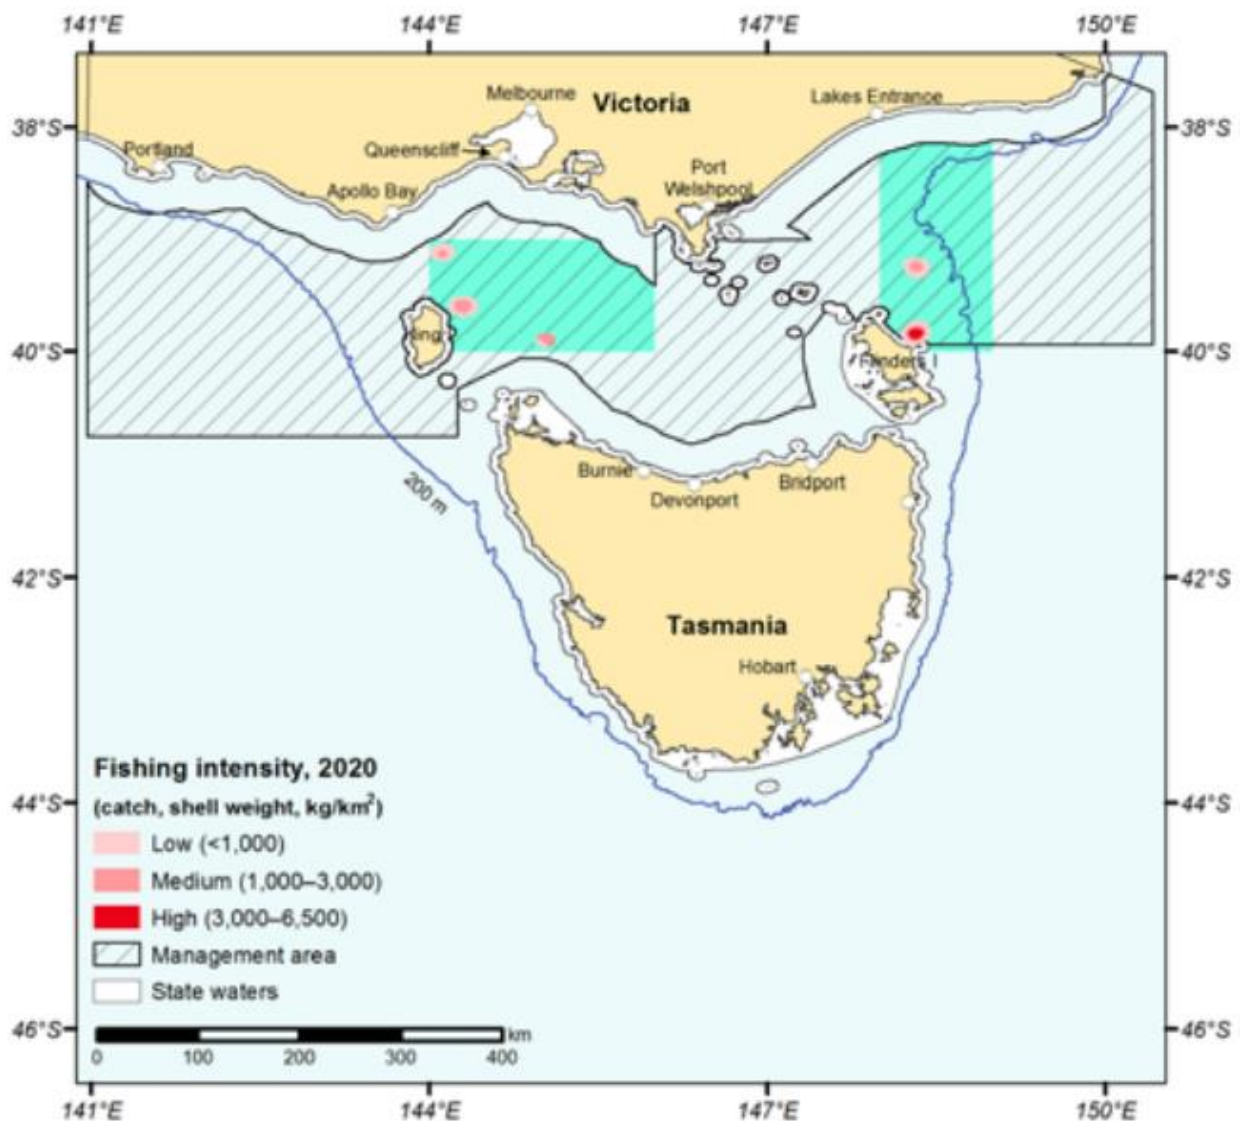 141°E 144°E 147°E 150°E
Melbourne
Victoria
Lakes Entrance
38°S 38°S
Portland
Queenscliff
Port
Welshpool
Apollo Bay
King
40°S 40°S
Flinders I
Burnie
Devonport
Bridport
200 m
42°S 42°S
Tasmania
Hobart
Fishing intensity, 2020
(catch, shell weight, kg/km²)
44°S 44°S
Low (<1,000)
Medium (1,000–3,000)
High (3,000–6,500)
Management area
State waters
46°S 46°S
km
0 100 200 300 400
141°E 144°E 147°E 150°E